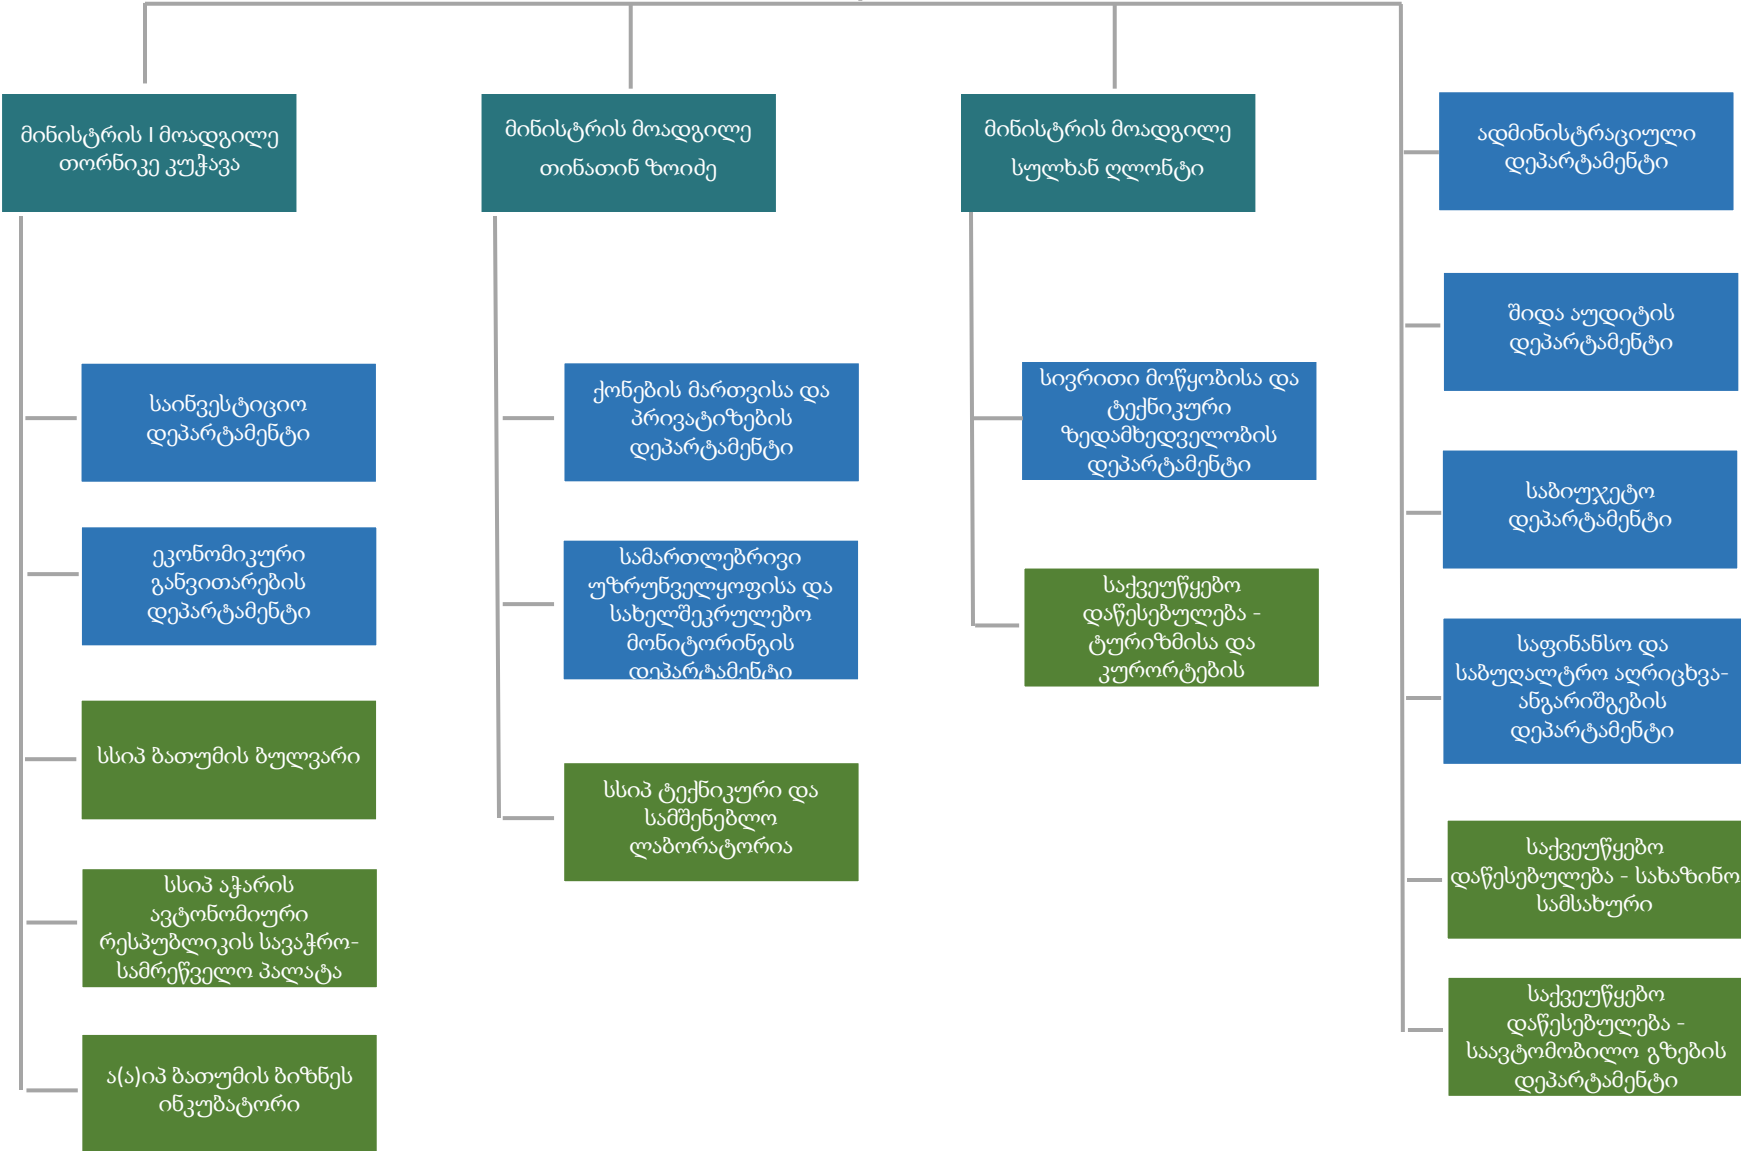 მინისტრის I მოადგილე
თორნიკე კუჭავა
საინვესტიციო
დეპარტამენტი
ეკონომიკური
განვითარების
დეპარტამენტი
სსიპ ბათუმის ბულვარი
სსიპ აჭარის
ავტონომიური
რესპუბლიკის სავაჭრო-
სამრეწველო პალატა
ა(ა)იპ ბათუმის ბიზნეს
ინკუბატორი
მინისტრის მოადგილე
თინათინ ზოიძე
ქონების მართვისა და
პრივატიზების
დეპარტამენტი
სამართლებრივი
უზრუნველყოფისა და
სახელშეკრულებო
მონიტორინგის
დეპარტამენტი
სსიპ ტექნიკური და
სამშენებლო
ლაბორატორია
მინისტრის მოადგილე
სულხან ღლონტი
სივრითი მოწყობისა და
ტექნიკური
ზედამხედველობის
დეპარტამენტი
საქვეუწყებო
დაწესებულება -
ტურიზმისა და
კურორტების
ადმინისტრაციული
დეპარტამენტი
შიდა აუდიტის
დეპარტამენტი
საბიუჯეტო
დეპარტამენტი
საფინანსო და
საბუღალტრო აღრიცხვა-
ანგარიშგების
დეპარტამენტი
საქვეუწყებო
დაწესებულება - სახაზინო
სამსახური
საქვეუწყებო
დაწესებულება -
საავტომობილო გზების
დეპარტამენტი